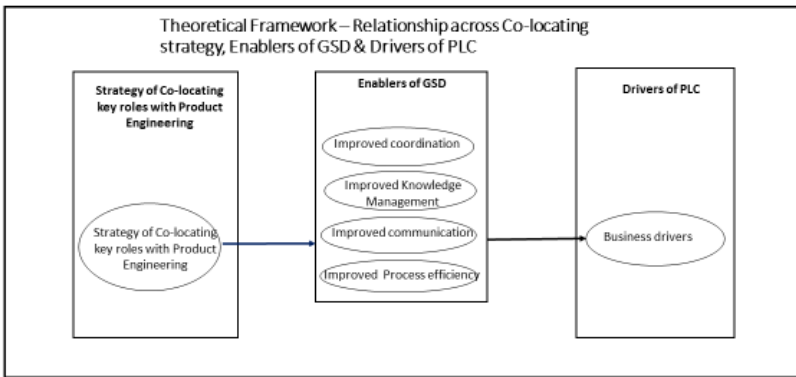 Theoretical Framework – Relationship across Co-locating
strategy, Enablers of GSD & Drivers of PLC
Strategy of Co-locating
key roles with Product
Engineering
Strategy of Co-locating
key roles with Product
Engineering
Enablers of GSD
Improved coordination
Improved Knowledge
Management
Improved communication
Improved Process efficiency
Drivers of PLC
Business drivers